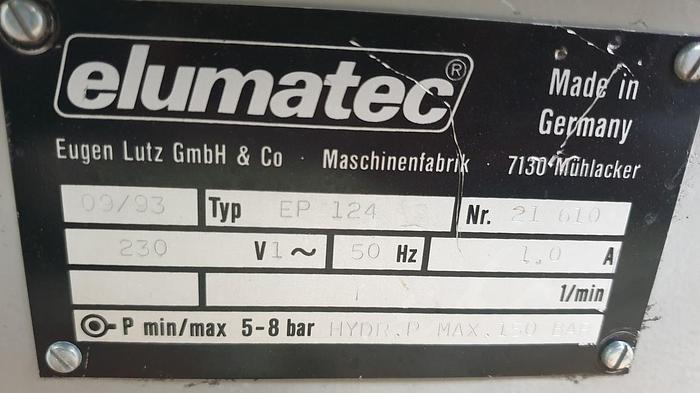 elumatec®
Made in
Germany
Eugen Lutz GmbH & Co · Maschinenfabrik · 7130 Mühlacker
09/93 Typ EP 124 Nr. 21 610
230 V 1 ~ 50 Hz 1.0 A
1/min
P min/max 5-8 bar HYDR.P MAX.150 BAR